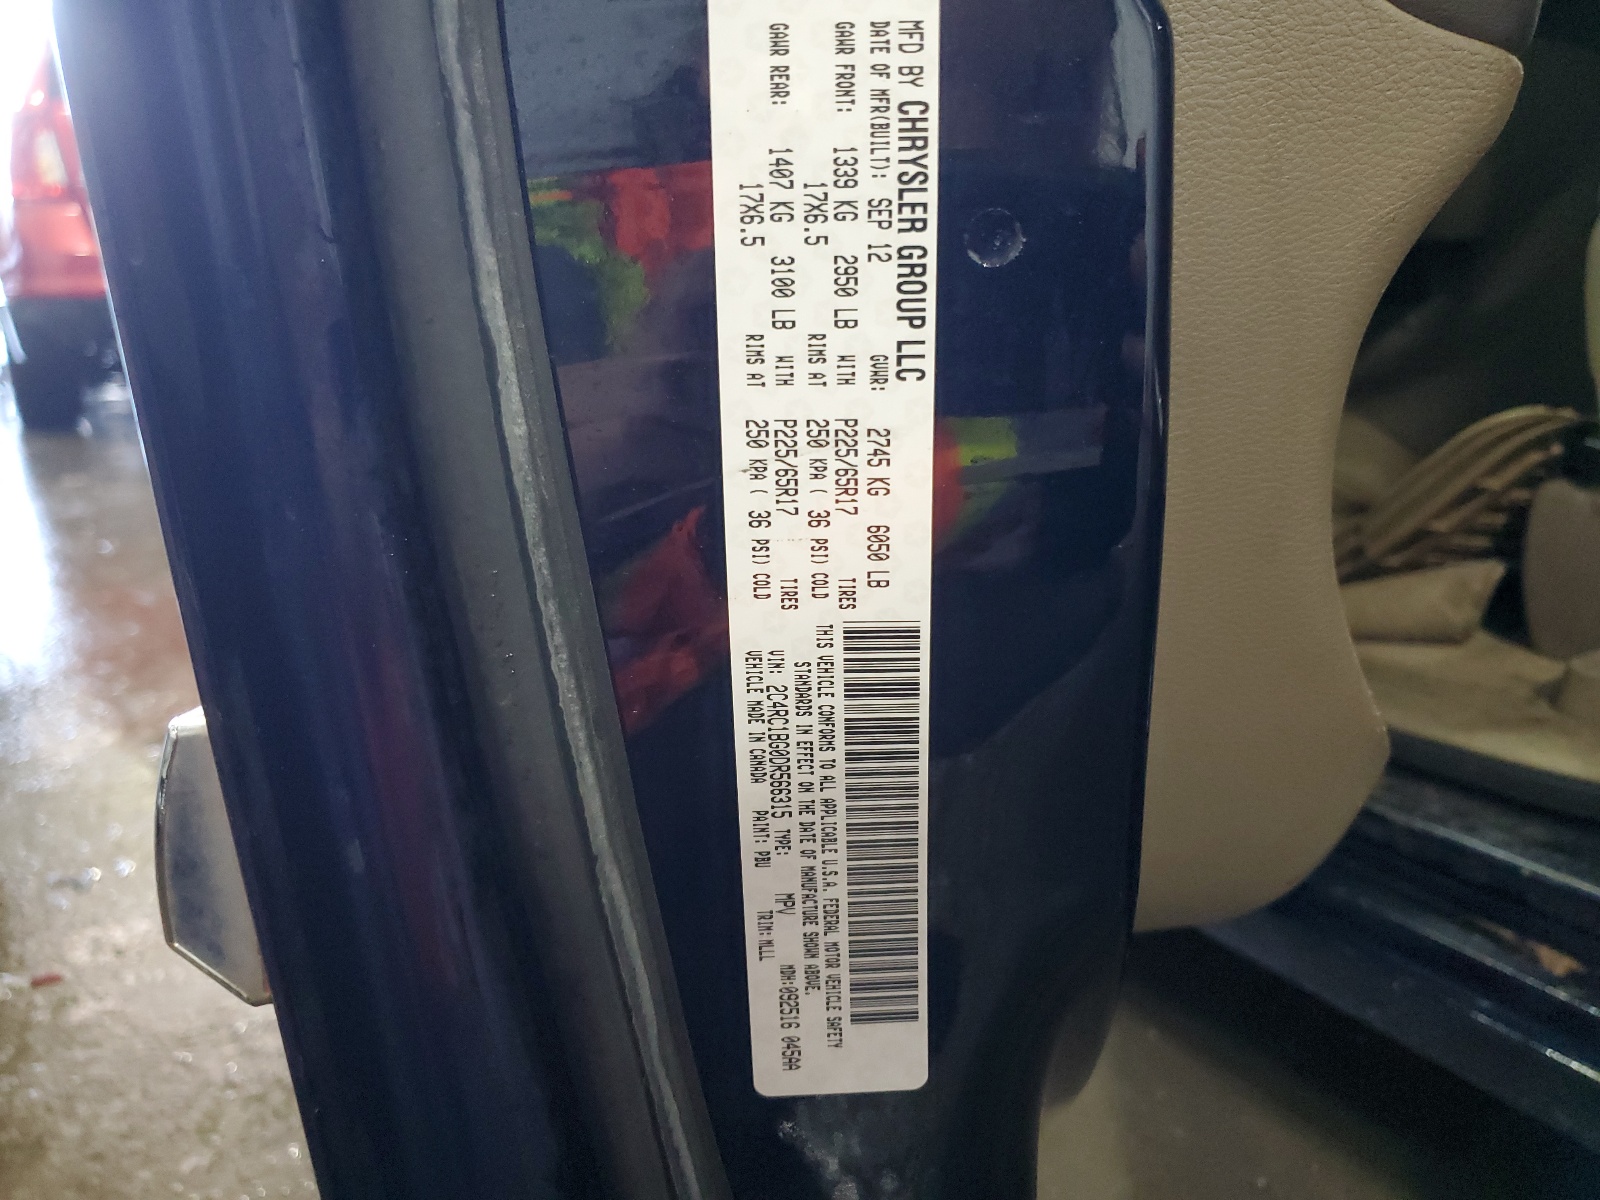 MFD BY CHRYSLER GROUP LLC
DATE OF MFR(BUILT): SEP 12 GVWR: 2745 KG 6050 LB
GAWR FRONT: 1339 KG 2950 LB WITH P225/65R17 TIRES
17X6.5 RIMS AT 250 KPA ( 36 PSI) COLD
GAWR REAR: 1407 KG 3100 LB WITH P225/65R17 TIRES
17X6.5 RIMS AT 250 KPA ( 36 PSI) COLD
THIS VEHICLE CONFORMS TO ALL APPLICABLE U.S.A. FEDERAL MOTOR VEHICLE SAFETY
STANDARDS IN EFFECT ON THE DATE OF MANUFACTURE SHOWN ABOVE.
VIN: 2C4RC1BG0DR566315 TYPE: MPV MDH:092516 045AA
VEHICLE MADE IN CANADA PAINT: PBU TRIM: MLLL